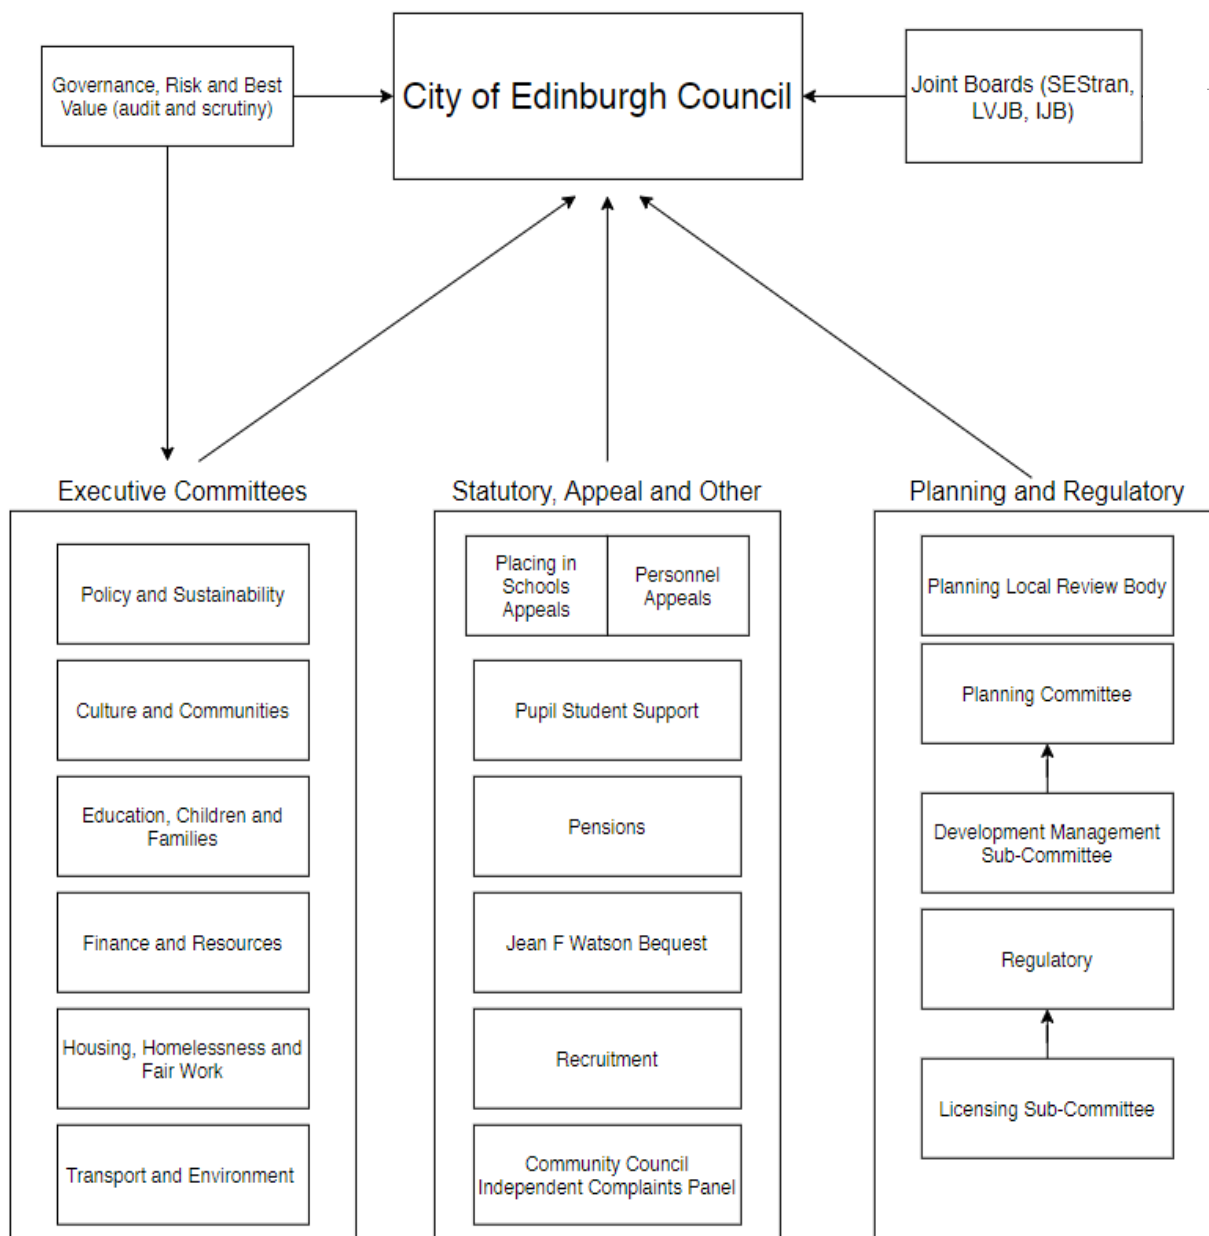 Governance, Risk and Best
Value (audit and scrutiny)
City of Edinburgh Council
Joint Boards (SEStran,
LVJB, IJB)
Executive Committees
Policy and Sustainability
Culture and Communities
Education, Children and
Families
Finance and Resources
Housing, Homelessness and
Fair Work
Transport and Environment
Statutory, Appeal and Other
Placing in
Schools
Appeals
Personnel
Appeals
Pupil Student Support
Pensions
Jean F Watson Bequest
Recruitment
Community Council
Independent Complaints Panel
Planning and Regulatory
Planning Local Review Body
Planning Committee
Development Management
Sub-Committee
Regulatory
Licensing Sub-Committee